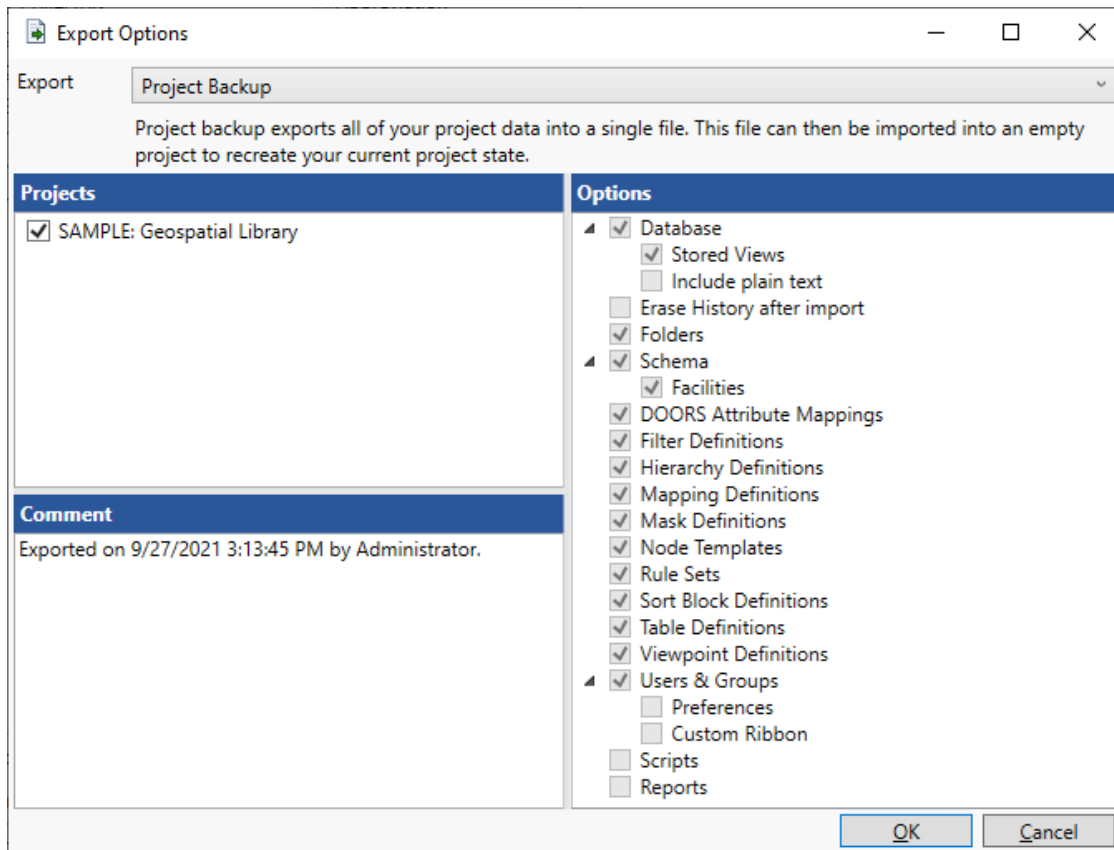 Export Options
Export
Project Backup
Project backup exports all of your project data into a single file. This file can then be imported into an empty
project to recreate your current project state.
Projects
SAMPLE: Geospatial Library
Comment
Exported on 9/27/2021 3:13:45 PM by Administrator.
Options
Database
Stored Views
Include plain text
Erase History after import
Folders
Schema
Facilities
DOORS Attribute Mappings
Filter Definitions
Hierarchy Definitions
Mapping Definitions
Mask Definitions
Node Templates
Rule Sets
Sort Block Definitions
Table Definitions
Viewpoint Definitions
Users & Groups
Preferences
Custom Ribbon
Scripts
Reports
OK
Cancel